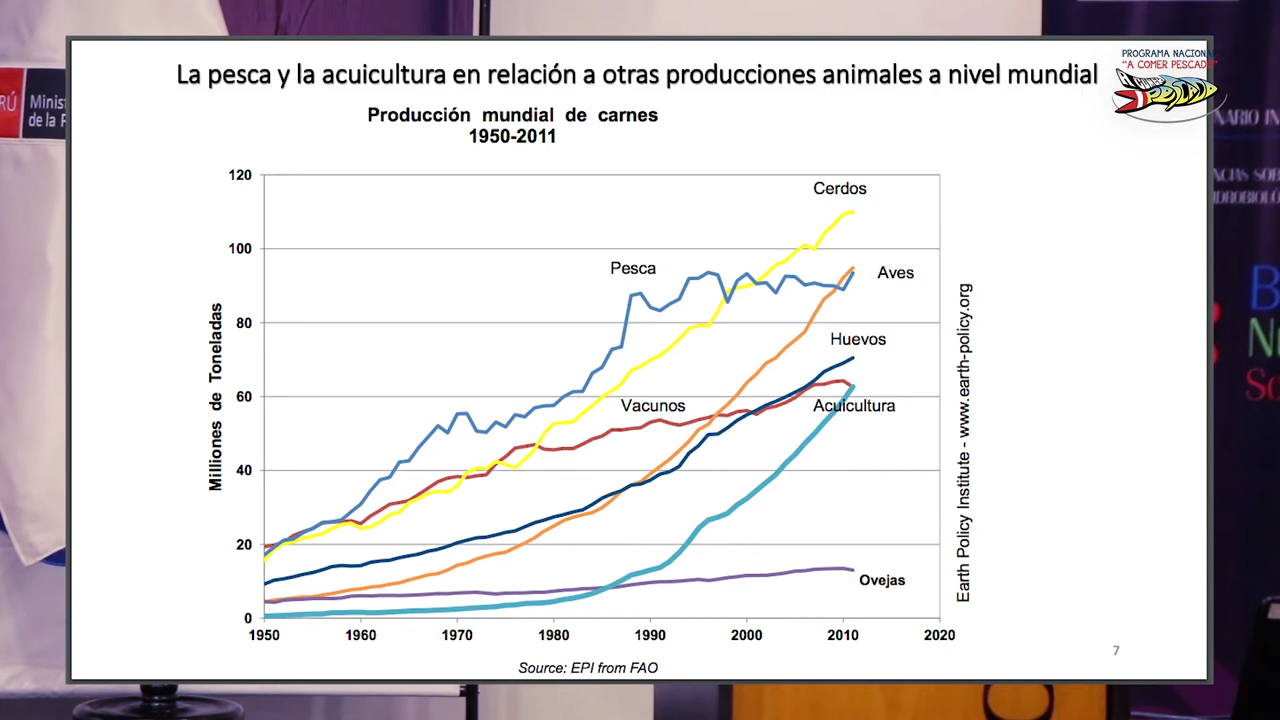 La pesca y la acuicultura en relación a otras producciones animales a nivel mundial
PROGRAMA NACIONAL
"A COMER PESCADO"
A COMER
PESCADO
Producción mundial de carnes
1950-2011
Milliones de Toneladas
120
100
80
60
40
20
0
1950
1960
1970
1980
1990
2000
2010
2020
Cerdos
Pesca
Aves
Huevos
Vacunos
Acuicultura
Ovejas
Earth Policy Institute - www.earth-policy.org
Source: EPI from FAO
7